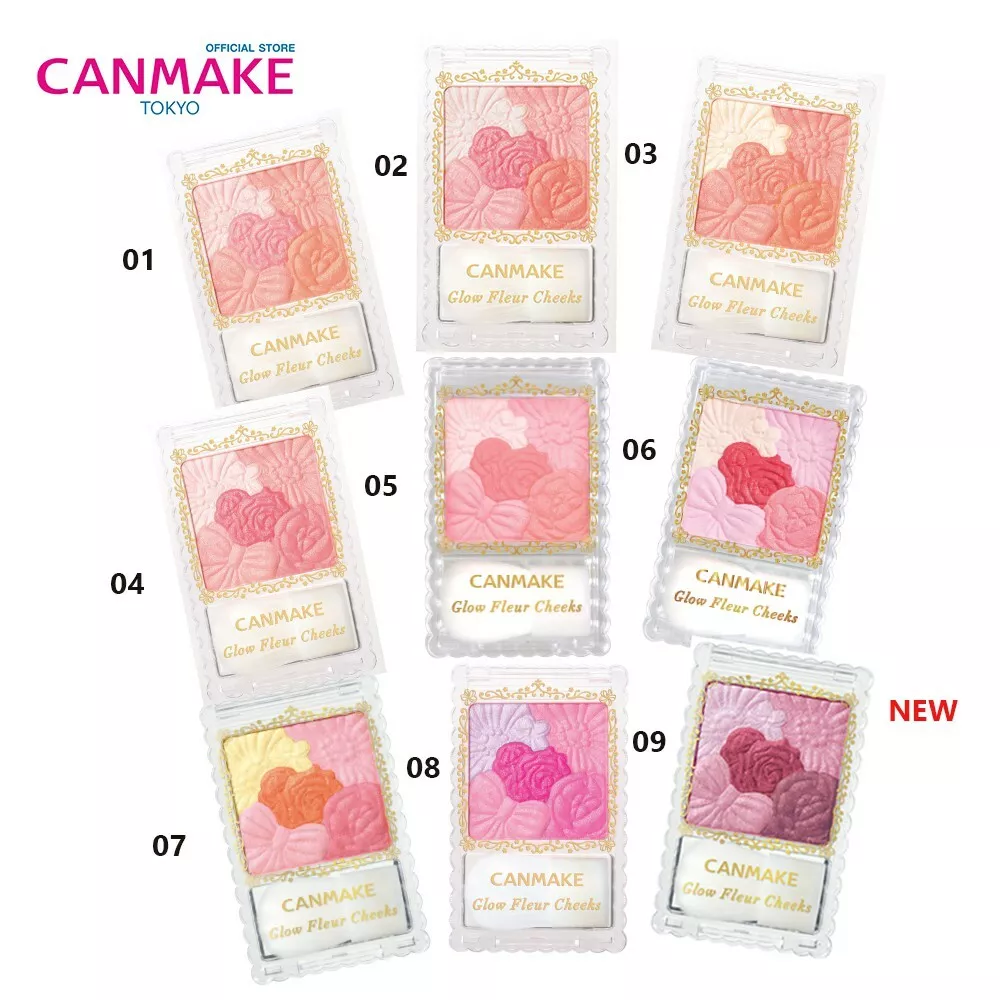 OFFICIAL STORE
CANMAKE
TOKYO
01
CANMAKE
Glow Fleur Cheeks
02
CANMAKE
Glow Fleur Cheeks
03
CANMAKE
Glow Fleur Cheeks
04
CANMAKE
Glow Fleur Cheeks
05
CANMAKE
Glow Fleur Cheeks
06
CANMAKE
Glow Fleur Cheeks
07
CANMAKE
Glow Fleur Cheeks
08
CANMAKE
Glow Fleur Cheeks
09
NEW
CANMAKE
Glow Fleur Cheeks